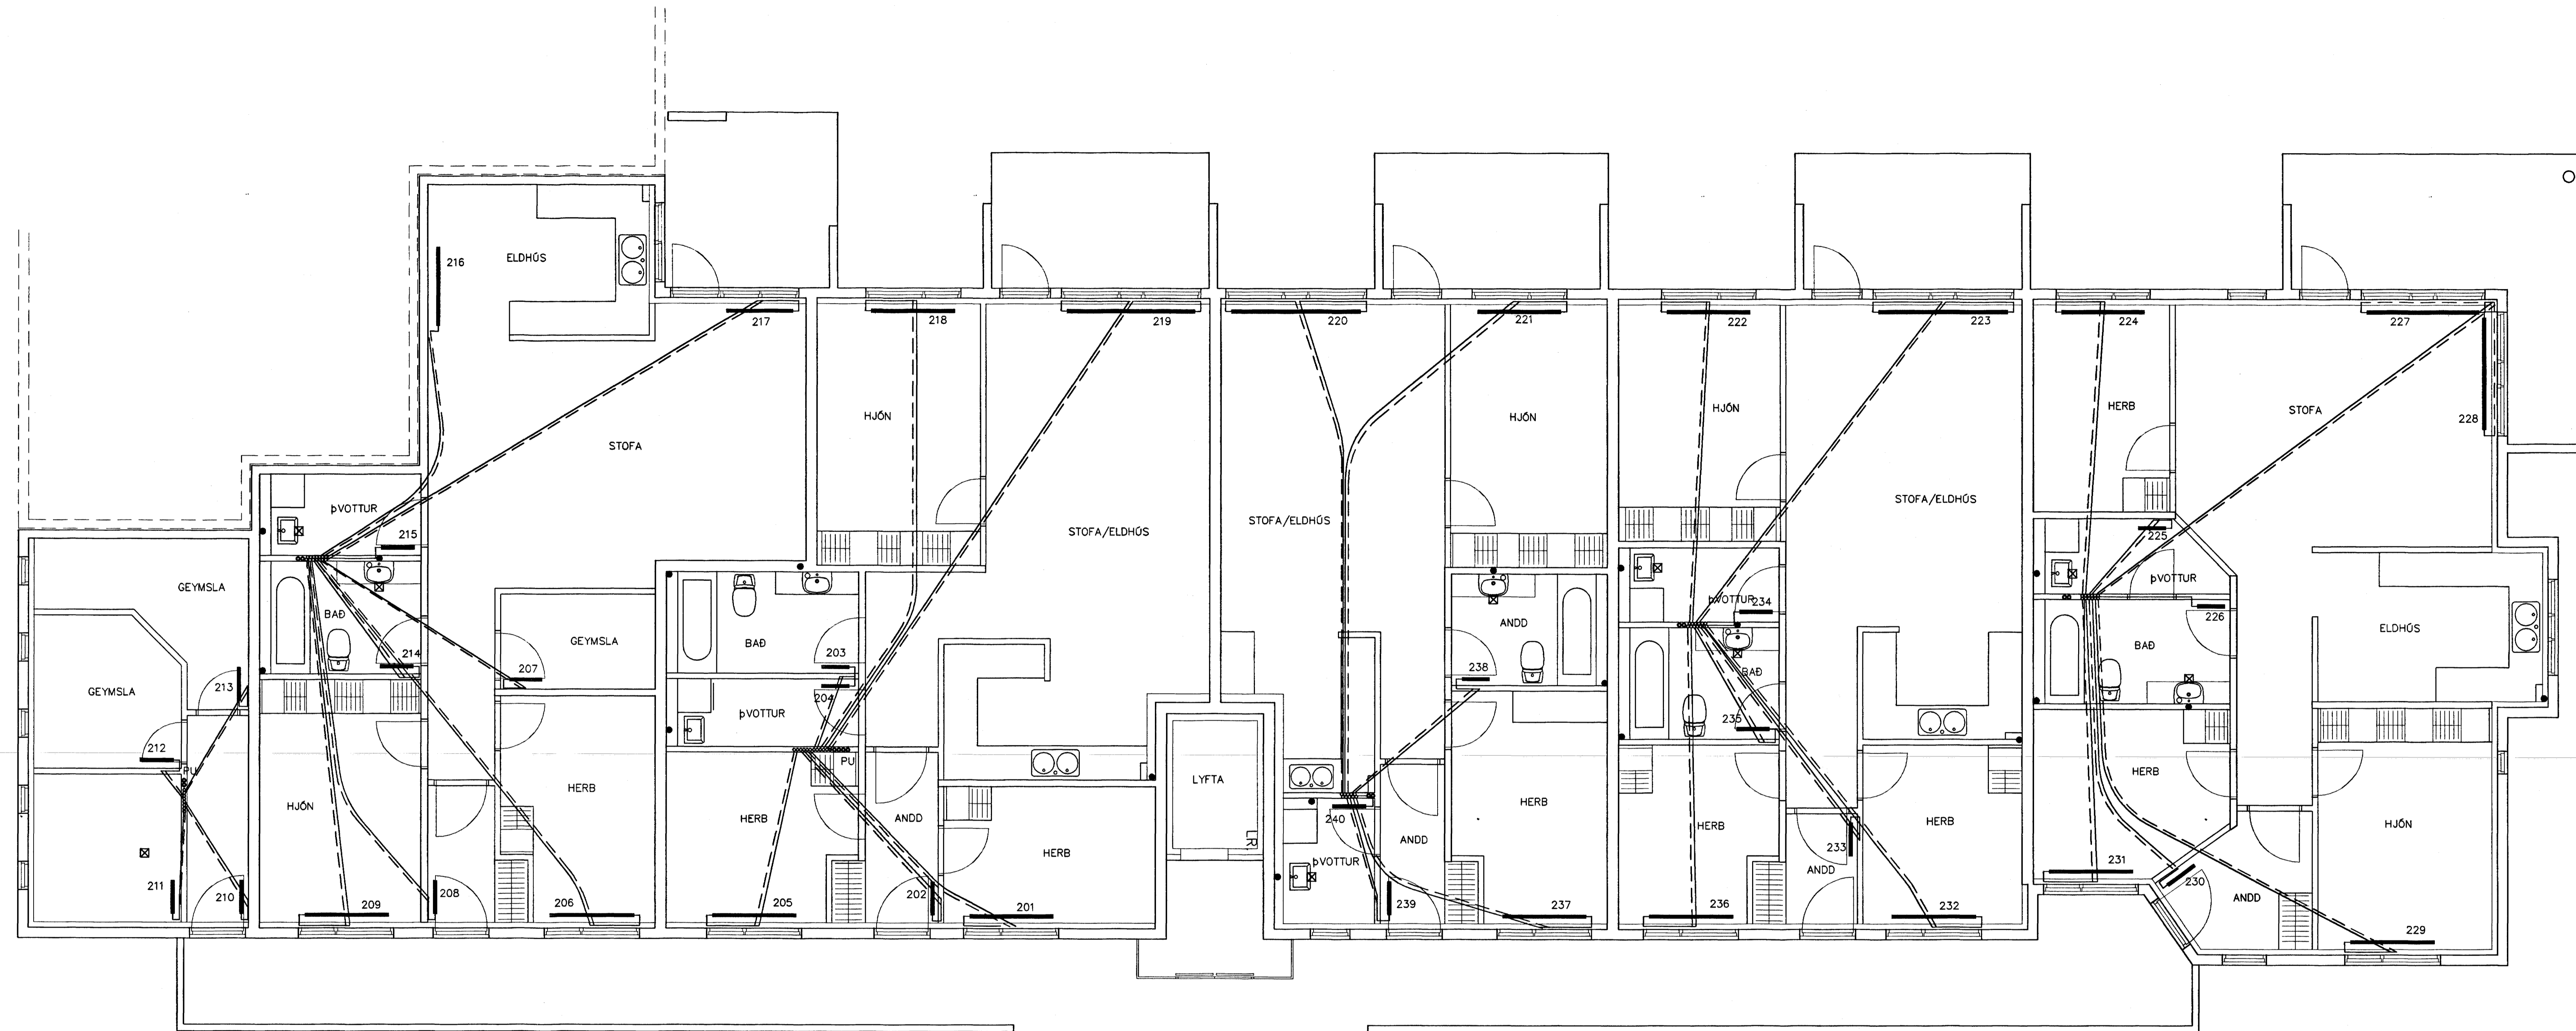 216
ELDHÚS
217
218
219
220
221
222
223
224
227
HJÓN
HJÓN
HJÓN
HERB
STOFA
228
STOFA
ÞVOTTUR
215
STOFA/ELDHÚS
STOFA/ELDHÚS
STOFA/ELDHÚS
225
ÞVOTTUR
GEYMSLA
BAÐ
GEYMSLA
BAÐ
ANDD
ÞVOTTUR
234
226
ELDHÚS
BAÐ
214
207
203
238
BAÐ
213
GEYMSLA
204
ÞVOTTUR
235
212
PU
PU
LYFTA
HERB
HJÓN
HERB
HERB
ANDD
240
HERB
HERB
HERB
HJÓN
ANDD
HERB
LR
ÞVOTTUR
ANDD
233
ANDD
231
230
ANDD
211
210
209
208
206
205
202
201
239
237
236
232
229